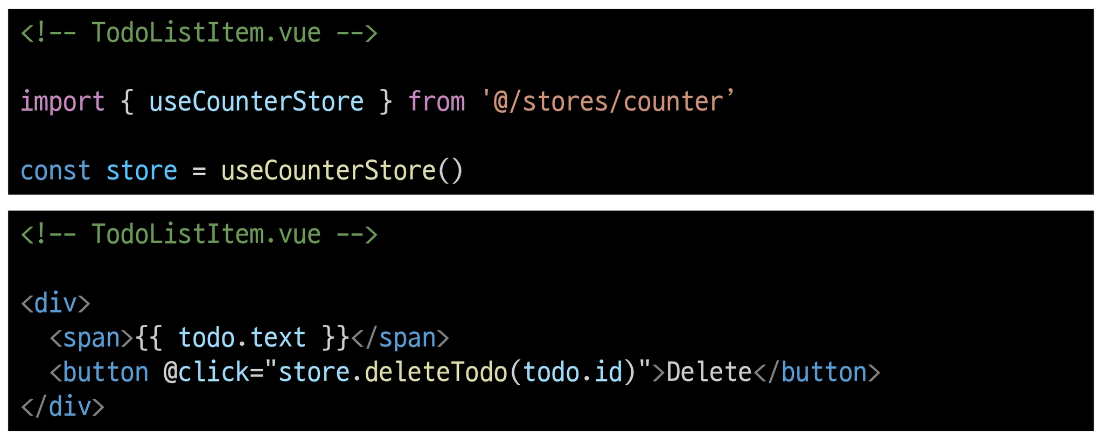 <!-- TodoListItem.vue -->
import { useCounterStore } from '@/stores/counter’
const store = useCounterStore()
<!-- TodoListItem.vue -->
<div>
<span>{{ todo.text }}</span>
<button @click="store.deleteTodo(todo.id)">Delete</button>
</div>